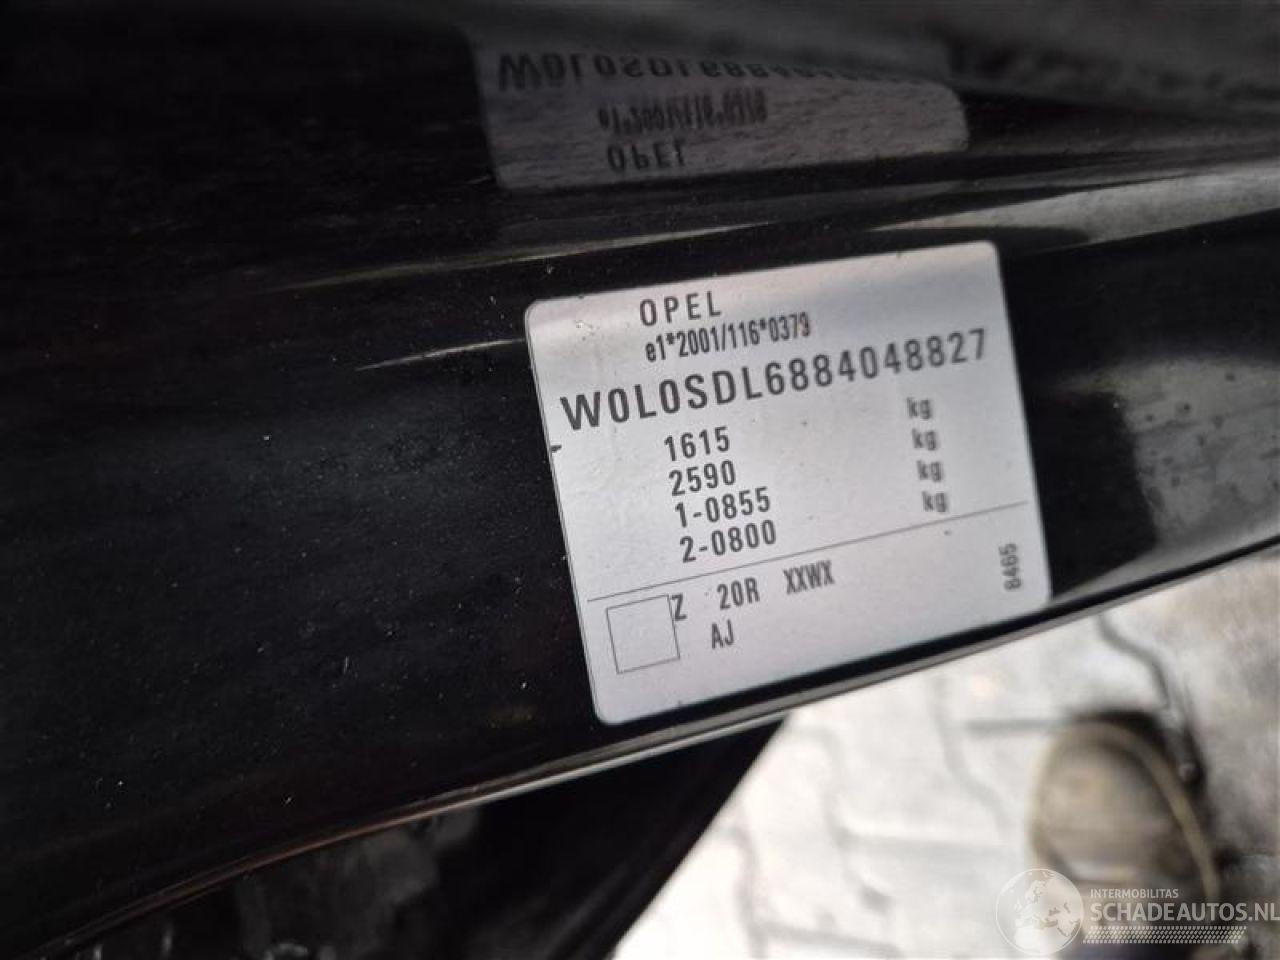 OPEL
e1*2001/116*0379
W0L0SDL6884048827
1615 kg
2590 kg
1-0855 kg
2-0800 kg
Z 20R XXWX
AJ
8465
INTERMOBILITAS
SCHADEAUTOS.NL